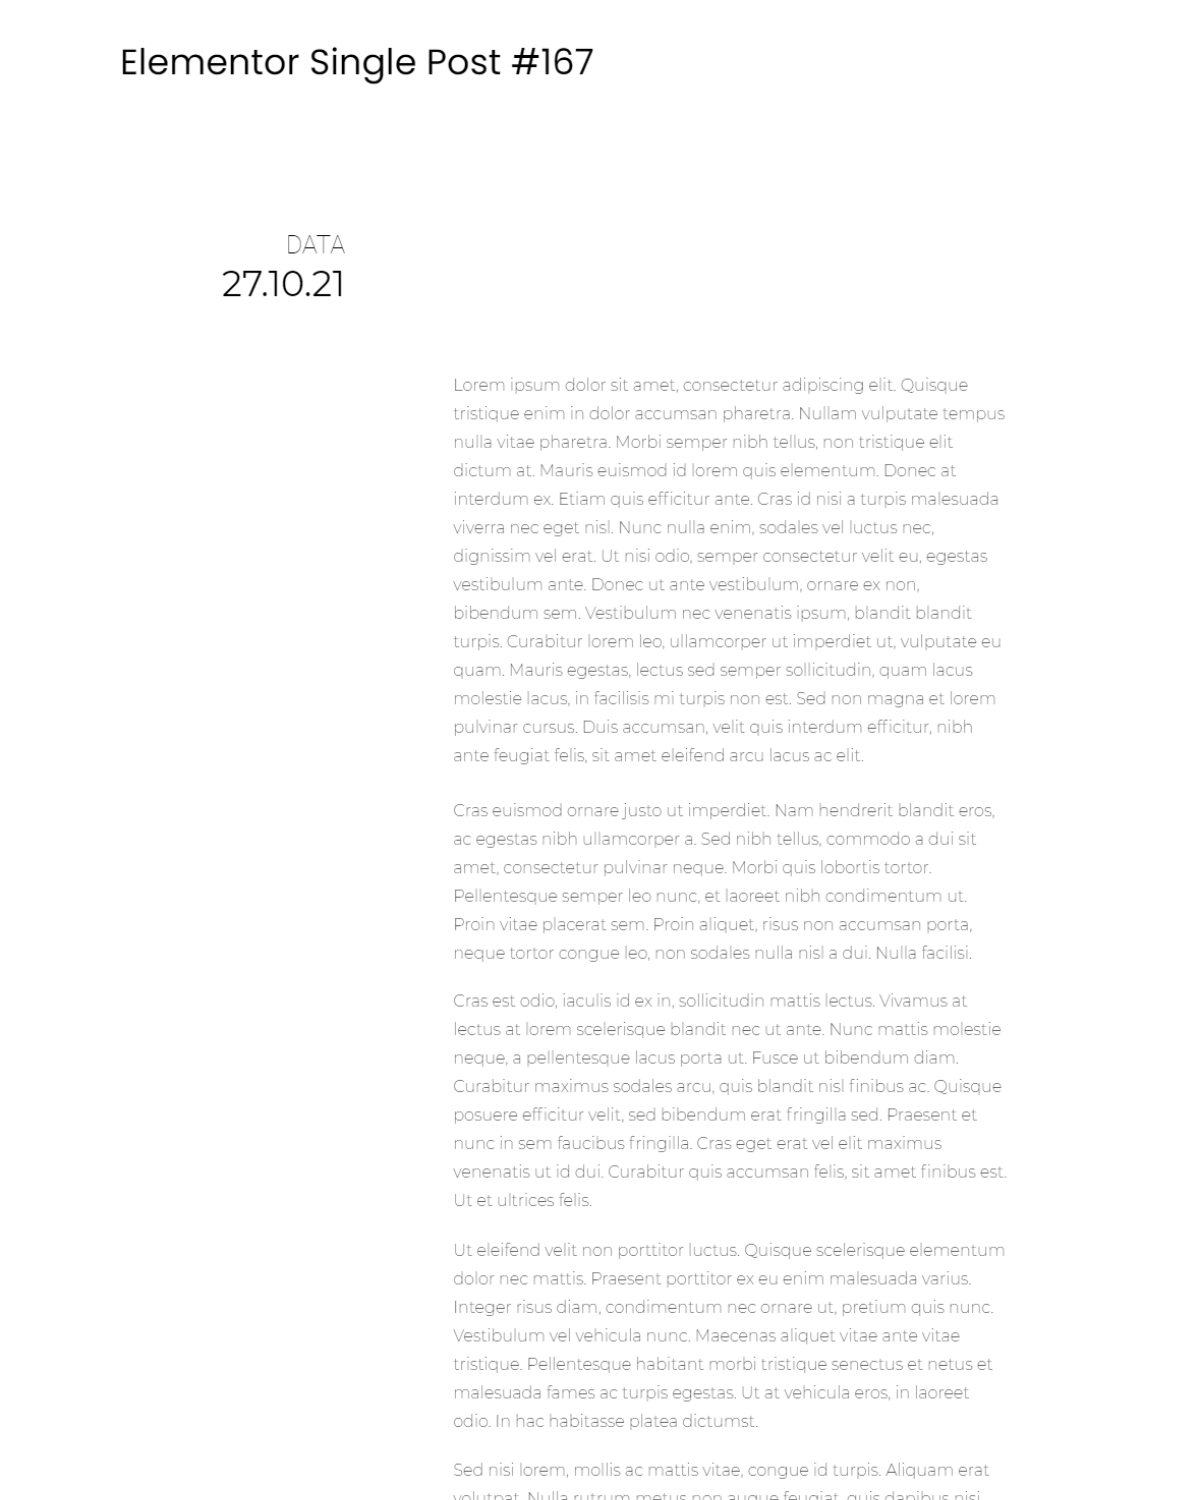 Elementor Single Post #167
DATA
27.10.21
Lorem ipsum dolor sit amet, consectetur adipiscing elit. Quisque
tristique enim in dolor accumsan pharetra. Nullam vulputate tempus
nulla vitae pharetra. Morbi semper nibh tellus, non tristique elit
dictum at. Mauris euismod id lorem quis elementum. Donec at
interdum ex. Etiam quis efficitur ante. Cras id nisi a turpis malesuada
viverra nec eget nisl. Nunc nulla enim, sodales vel luctus nec,
dignissim vel erat. Ut nisi odio, semper consectetur velit eu, egestas
vestibulum ante. Donec ut ante vestibulum, ornare ex non,
bibendum sem. Vestibulum nec venenatis ipsum, blandit blandit
turpis. Curabitur lorem leo, ullamcorper ut imperdiet ut, vulputate eu
quam. Mauris egestas, lectus sed semper sollicitudin, quam lacus
molestie lacus, in facilisis mi turpis non est. Sed non magna et lorem
pulvinar cursus. Duis accumsan, velit quis interdum efficitur, nibh
ante feugiat felis, sit amet eleifend arcu lacus ac elit.
Cras euismod ornare justo ut imperdiet. Nam hendrerit blandit eros,
ac egestas nibh ullamcorper a. Sed nibh tellus, commodo a dui sit
amet, consectetur pulvinar neque. Morbi quis lobortis tortor.
Pellentesque semper leo nunc, et laoreet nibh condimentum ut.
Proin vitae placerat sem. Proin aliquet, risus non accumsan porta,
neque tortor congue leo, non sodales nulla nisl a dui. Nulla facilisi.
Cras est odio, iaculis id ex in, sollicitudin mattis lectus. Vivamus at
lectus at lorem scelerisque blandit nec ut ante. Nunc mattis molestie
neque, a pellentesque lacus porta ut. Fusce ut bibendum diam.
Curabitur maximus sodales arcu, quis blandit nisl finibus ac. Quisque
posuere efficitur velit, sed bibendum erat fringilla sed. Praesent et
nunc in sem faucibus fringilla. Cras eget erat vel elit maximus
venenatis ut id dui. Curabitur quis accumsan felis, sit amet finibus est.
Ut et ultrices felis.
Ut eleifend velit non porttitor luctus. Quisque scelerisque elementum
dolor nec mattis. Praesent porttitor ex eu enim malesuada varius.
Integer risus diam, condimentum nec ornare ut, pretium quis nunc.
Vestibulum vel vehicula nunc. Maecenas aliquet vitae ante vitae
tristique. Pellentesque habitant morbi tristique senectus et netus et
malesuada fames ac turpis egestas. Ut at vehicula eros, in laoreet
odio. In hac habitasse platea dictumst.
Sed nisi lorem, mollis ac mattis vitae, congue id turpis. Aliquam erat
volutpat. Nulla rutrum metus non augue feugiat, quis dapibus nisi